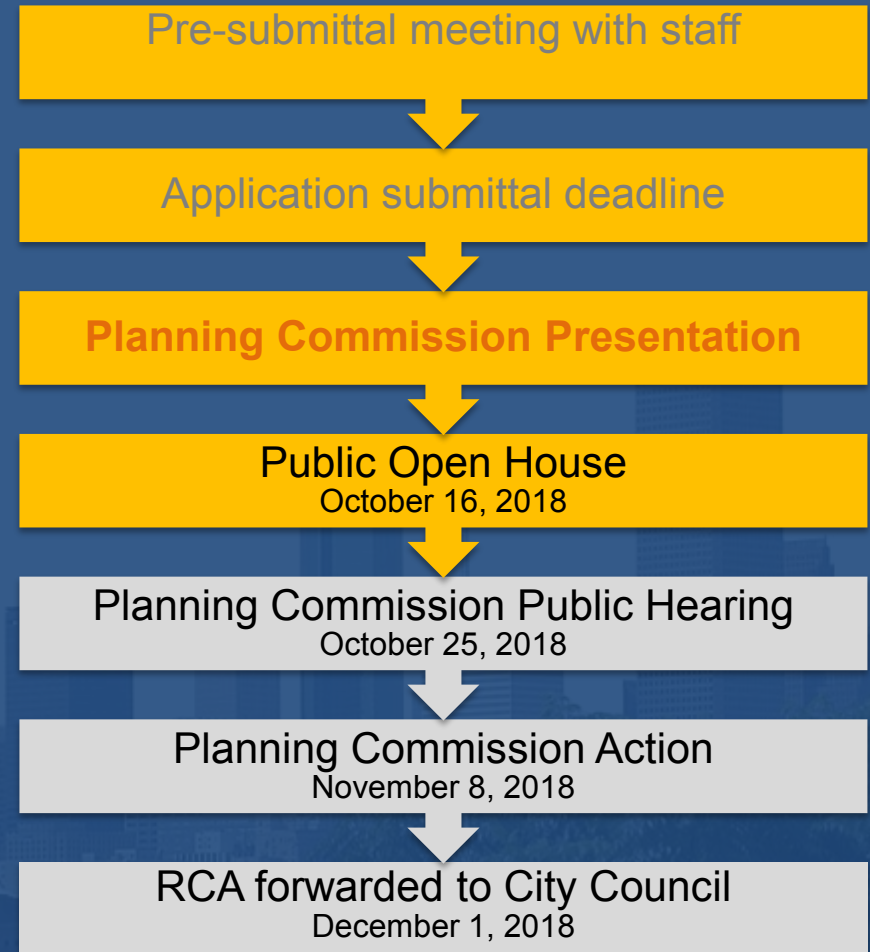 Pre-submittal meeting with staff
Application submittal deadline
Planning Commission Presentation
Public Open House
October 16, 2018
Planning Commission Public Hearing
October 25, 2018
Planning Commission Action
November 8, 2018
RCA forwarded to City Council
December 1, 2018